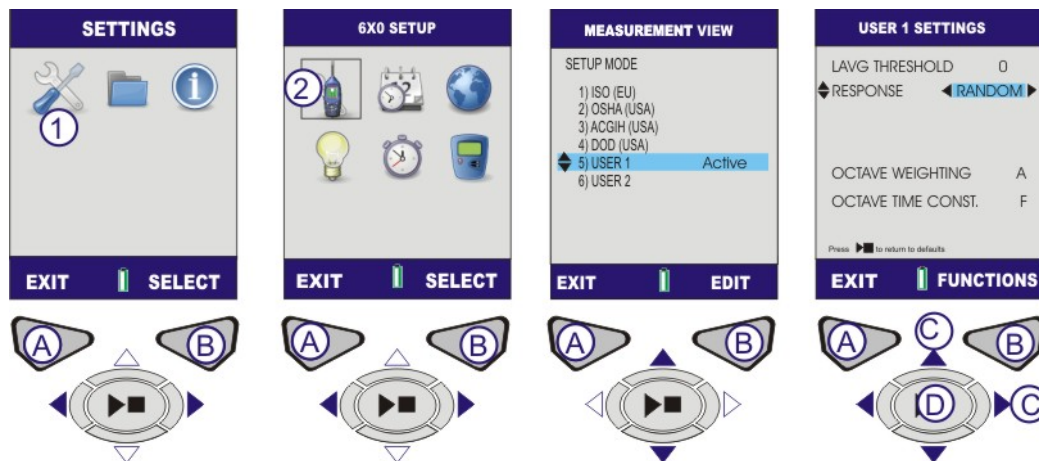 SETTINGS
1
EXIT SELECT
A B
6X0 SETUP
2
12
EXIT SELECT
A B
MEASUREMENT VIEW
SETUP MODE
1) ISO (EU)
2) OSHA (USA)
3) ACGIH (USA)
4) DOD (USA)
5) USER 1 Active
6) USER 2
EXIT EDIT
A B
USER 1 SETTINGS
LAVG THRESHOLD 0
RESPONSE RANDOM
OCTAVE WEIGHTING A
OCTAVE TIME CONST. F
Press to return to defaults
EXIT FUNCTIONS
A C B
D C